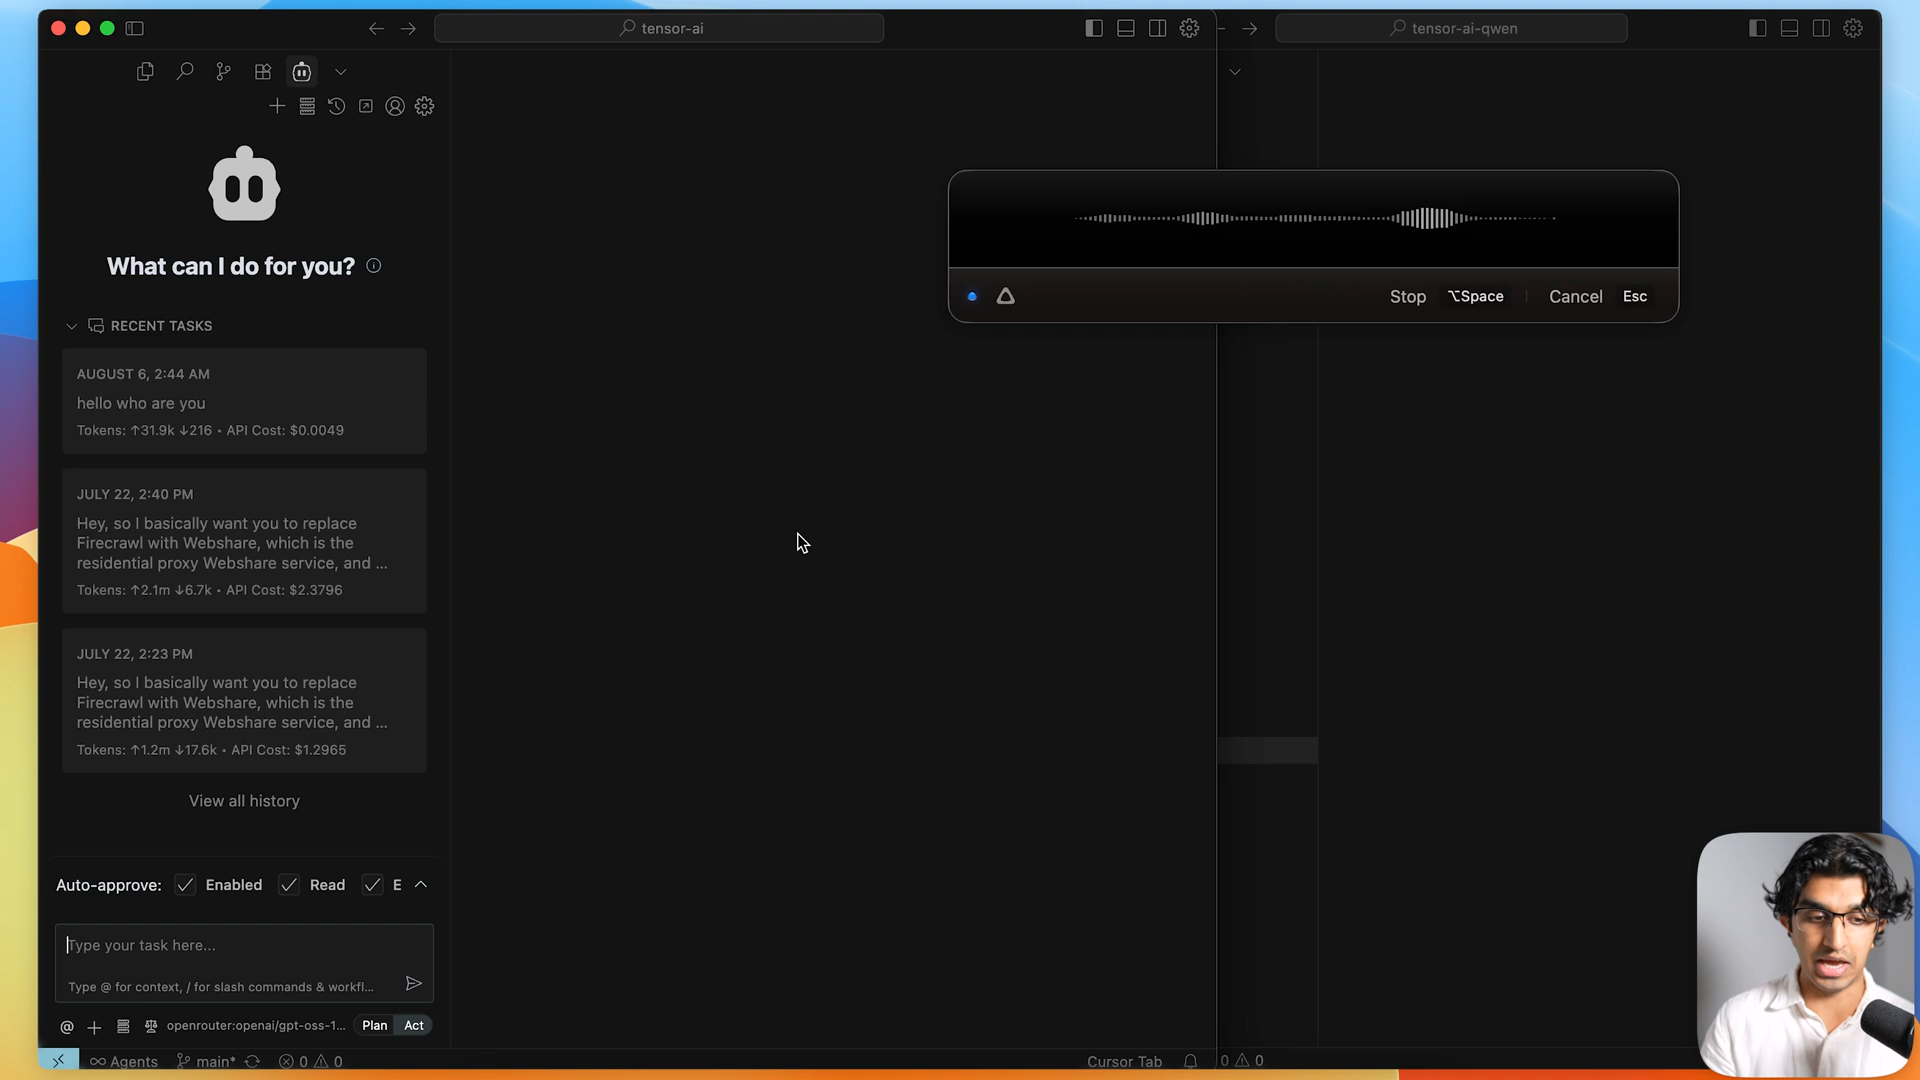 tensor-ai
tensor-ai-qwen
What can I do for you?
RECENT TASKS
AUGUST 6, 2:44 AM
hello who are you
Tokens: ↑31.9k ↓216 • API Cost: $0.0049
JULY 22, 2:40 PM
Hey, so I basically want you to replace
Firecrawl with Webshare, which is the
residential proxy Webshare service, and ...
Tokens: ↑2.1m ↓6.7k • API Cost: $2.3796
JULY 22, 2:23 PM
Hey, so I basically want you to replace
Firecrawl with Webshare, which is the
residential proxy Webshare service, and ...
Tokens: ↑1.2m ↓17.6k • API Cost: $1.2965
View all history
Auto-approve: Enabled Read E
Type your task here...
Type @ for context, / for slash commands & workfl...
@ openrouter:openai/gpt-oss-1... Plan Act
Agents main* 0 0
Cursor Tab
0 0
Stop ⌥Space Cancel Esc